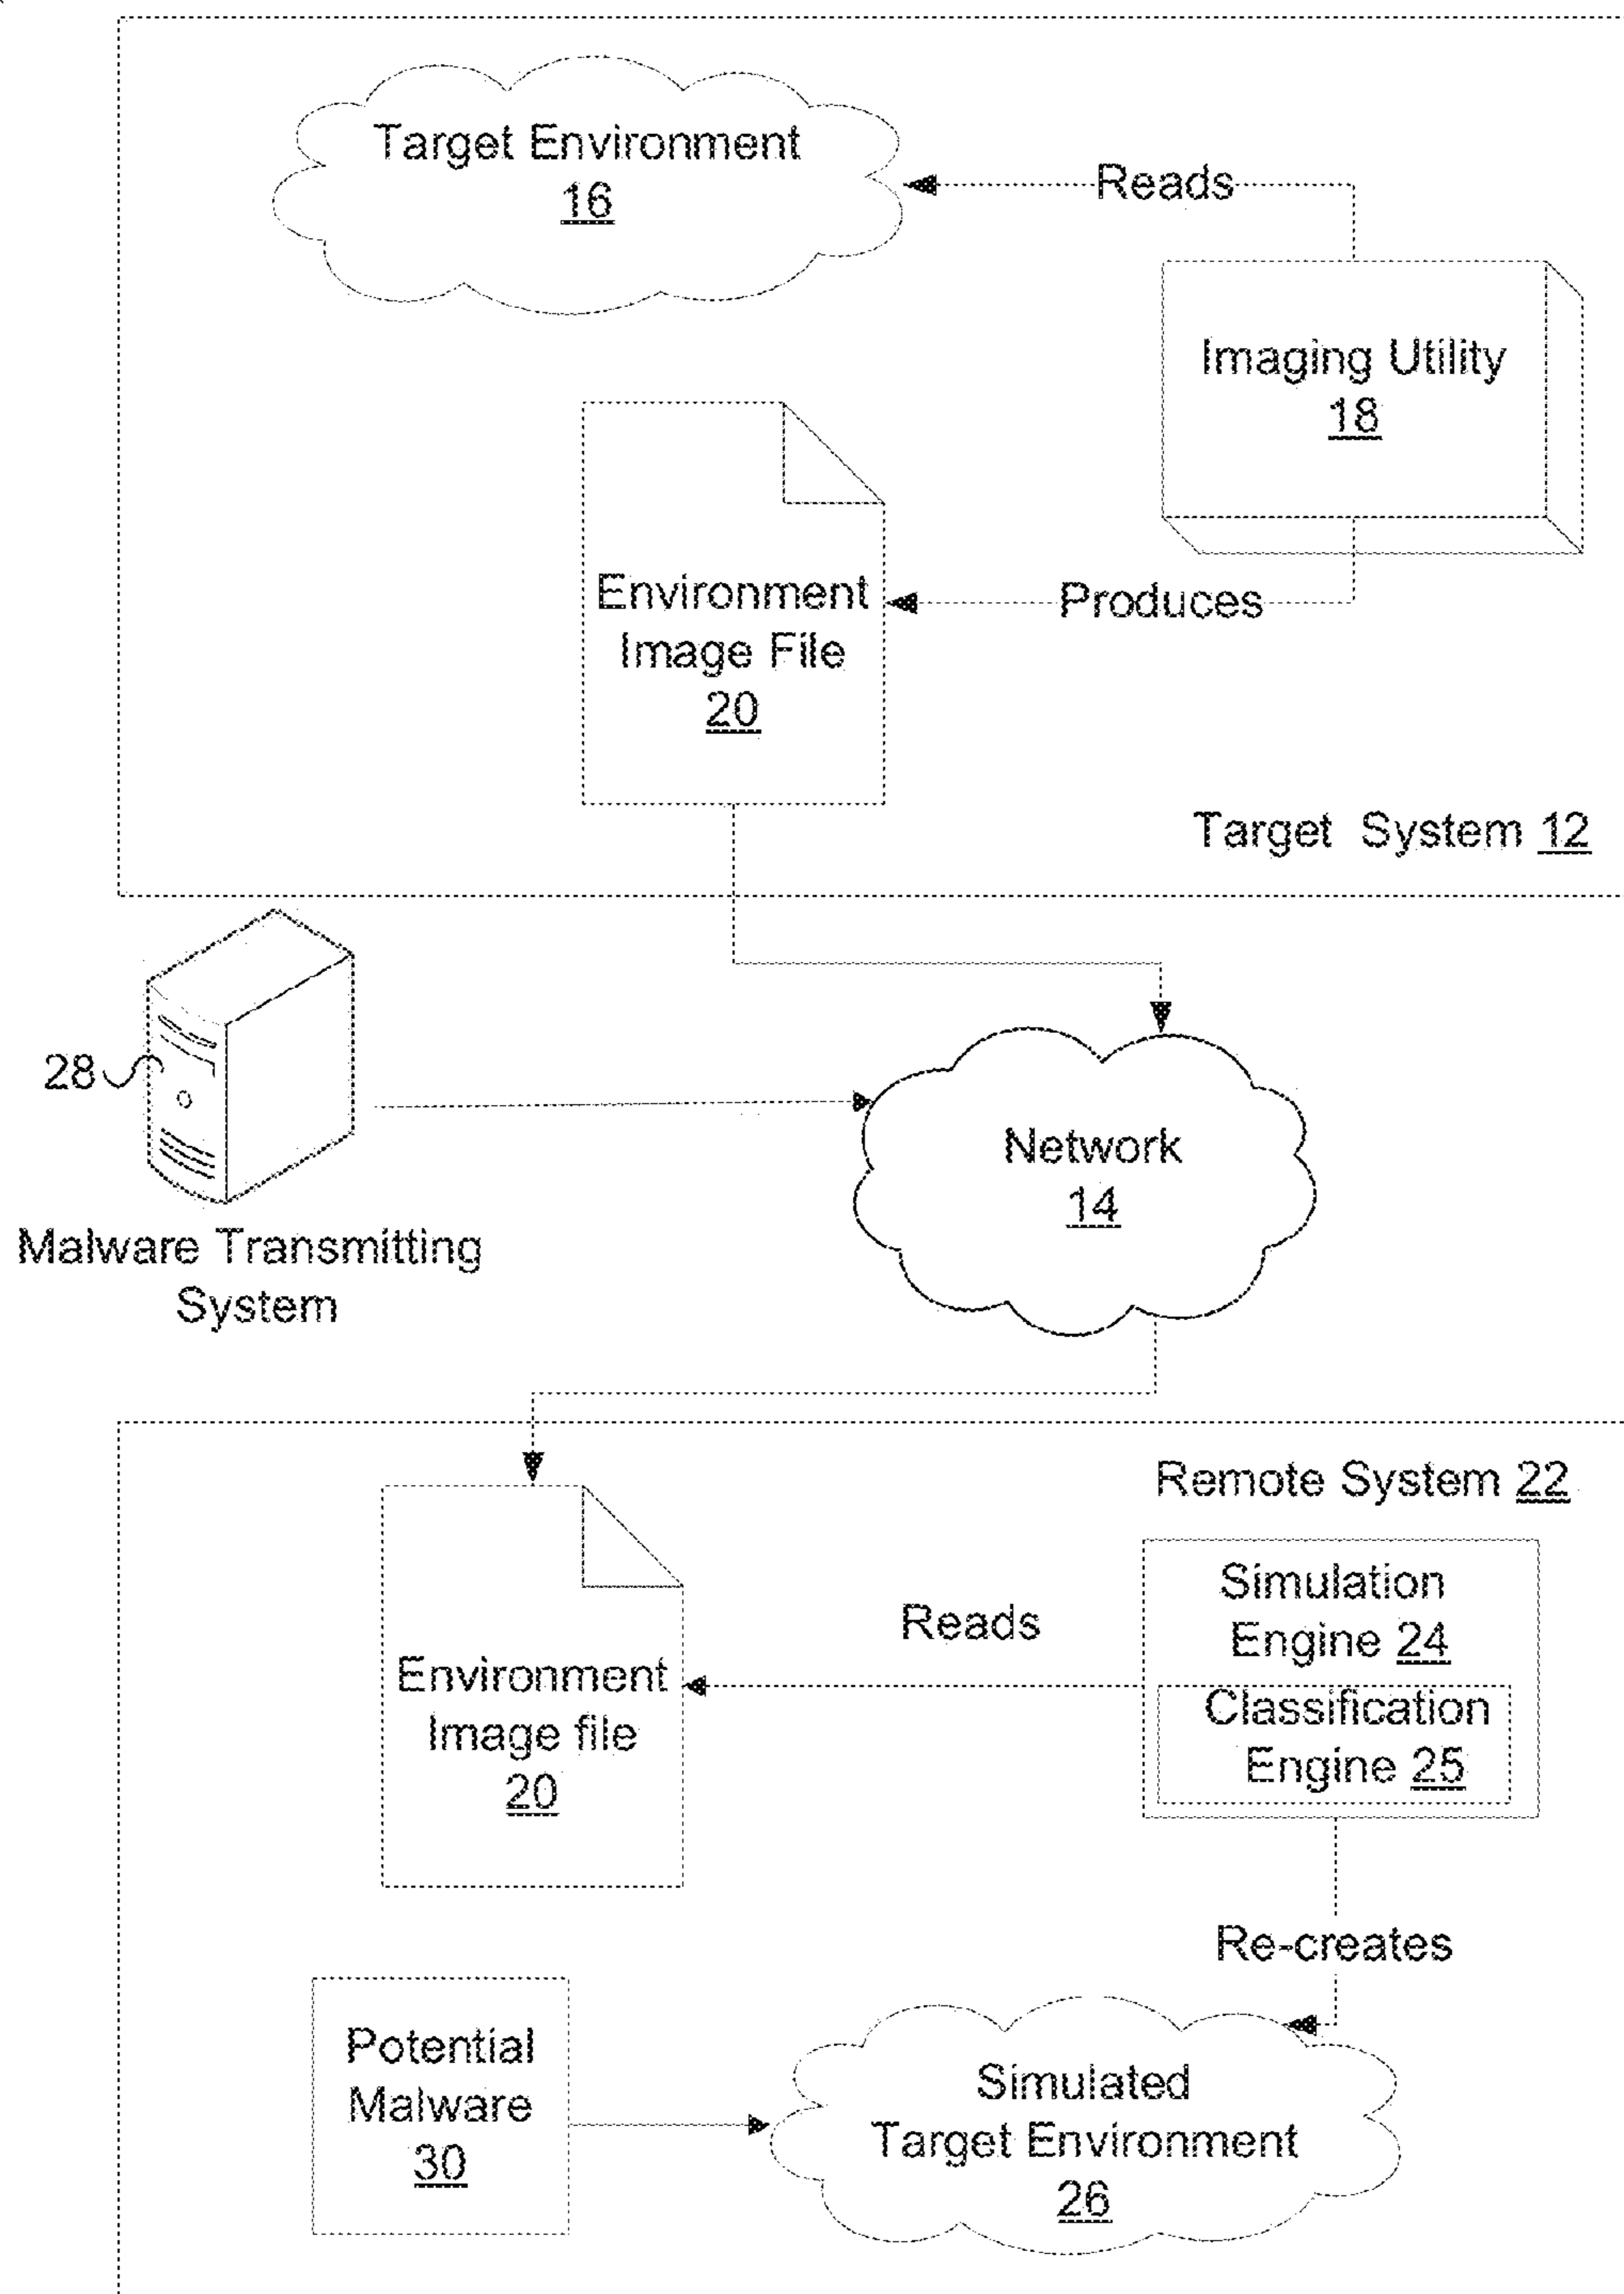 Target Environment
16
Reads
Imaging Utility
18
Environment
Image File
20
Produces
Target System 12
28
Malware Transmitting
System
Network
14
Remote System 22
Simulation
Engine 24
Classification
Engine 25
Reads
Environment
Image file
20
Re-creates
Potential
Malware
30
Simulated
Target Environment
26